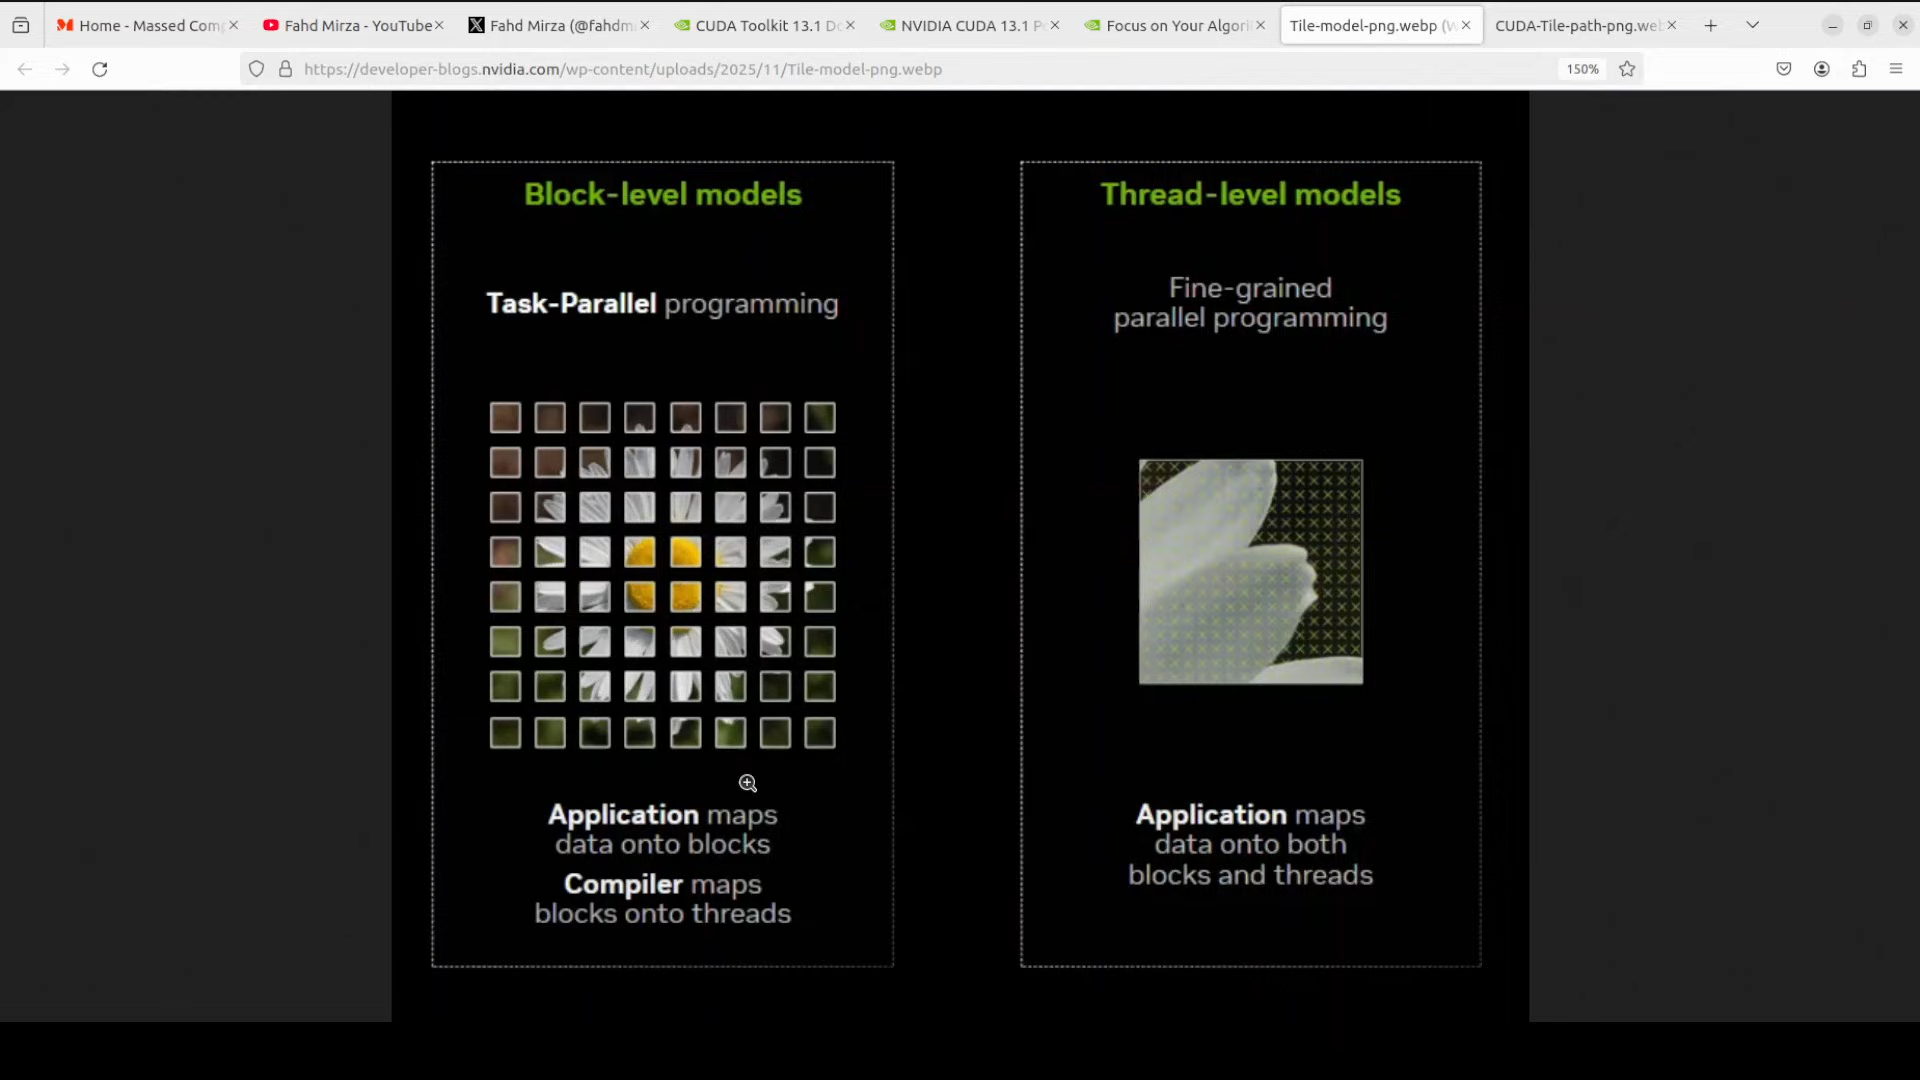 Home - Massed Com
Fahd Mirza - YouTube
Fahd Mirza (@fahdm
CUDA Toolkit 13.1 Do
NVIDIA CUDA 13.1 P
Focus on Your Algori
Tile-model-png.webp (W
CUDA-Tile-path-png.web
https://developer-blogs.nvidia.com/wp-content/uploads/2025/11/Tile-model-png.webp
150%
Block-level models
Task-Parallel programming
Application maps
data onto blocks
Compiler maps
blocks onto threads
Thread-level models
Fine-grained
parallel programming
Application maps
data onto both
blocks and threads